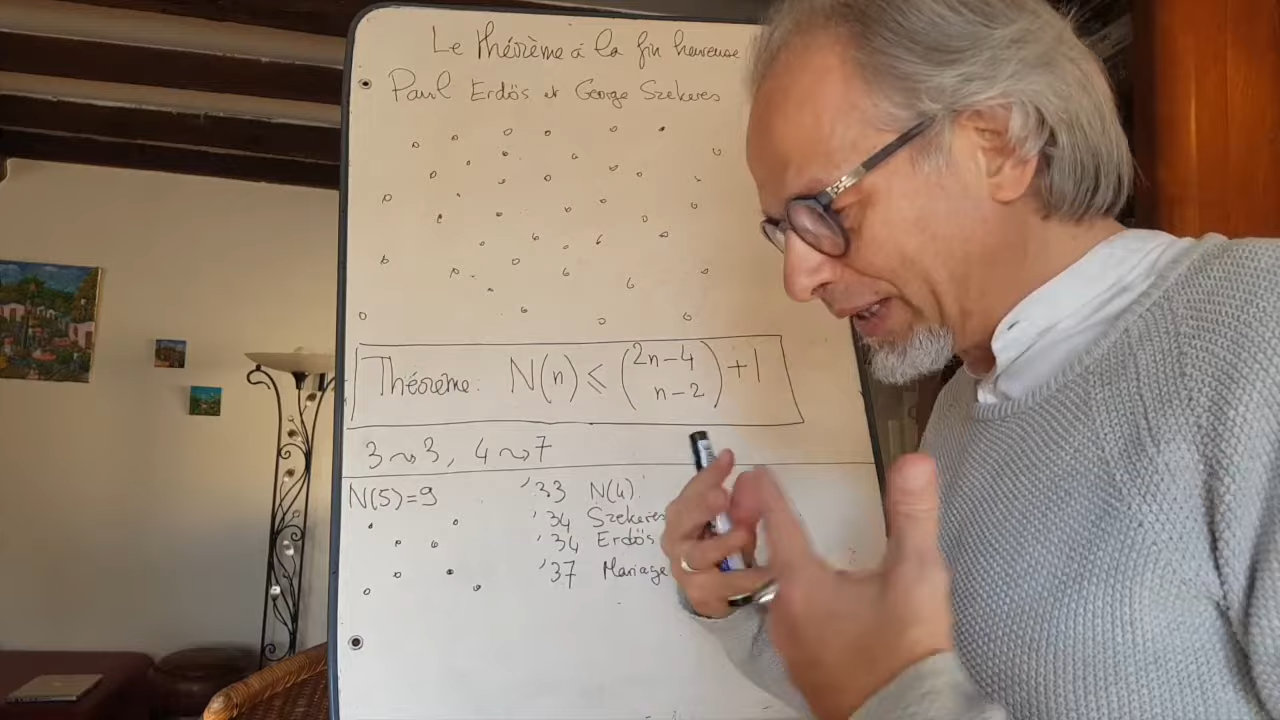 Le théorème à la fin heureuse
Paul Erdös et George Szekeres
Théorème: N(n) ≤ (2n-4 n-2) + 1
3 ↝ 3, 4 ↝ 7
N(5)=9
'33 N(4)
'34 Szekeres
'34 Erdös
'37 Mariage